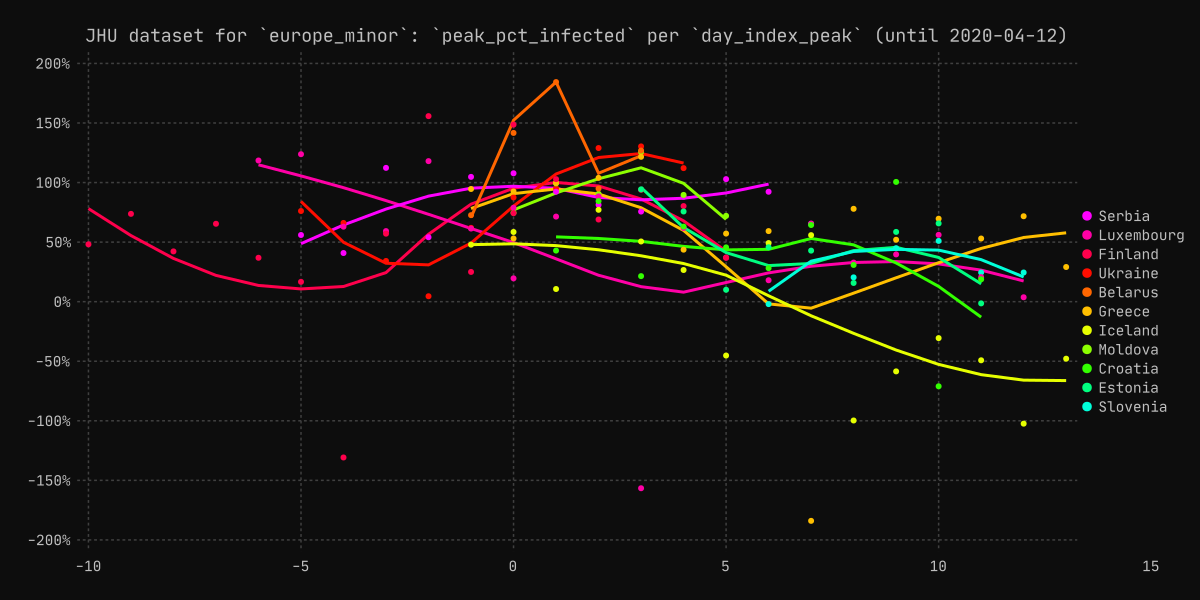 JHU dataset for `europe_minor`: `peak_pct_infected` per `day_index_peak` (until 2020-04-12)
200%
150%
100%
50%
0%
-50%
-100%
-150%
-200%
-10
-5
0
5
10
15
Serbia
Luxembourg
Finland
Ukraine
Belarus
Greece
Iceland
Moldova
Croatia
Estonia
Slovenia